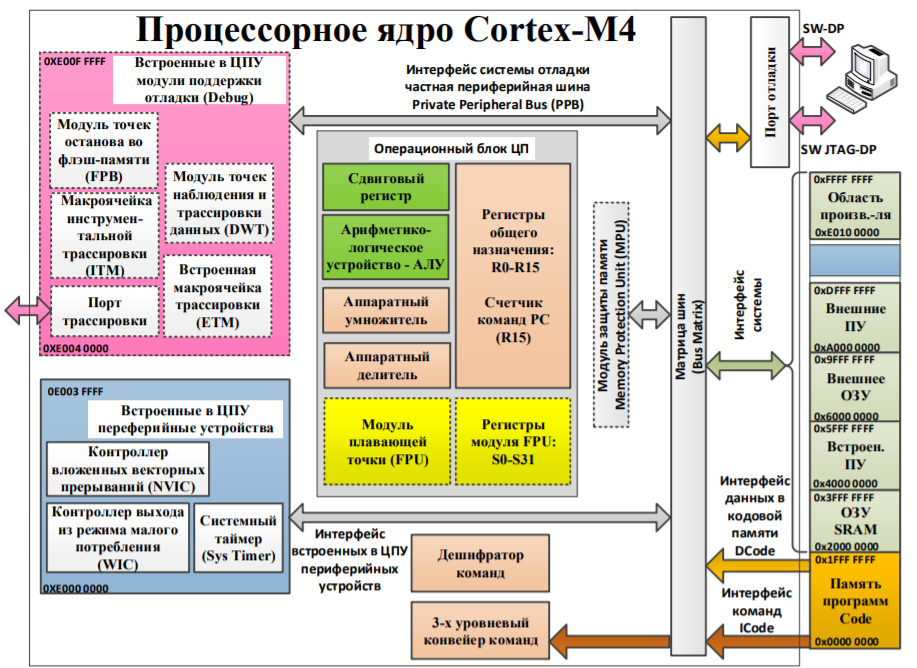 Процессорное ядро Cortex-M4
0XE00F FFFF
Встроенные в ЦПУ
модули поддержки
отладки (Debug)
Модуль точек
останова во
флэш-памяти
(FPB)
Модуль точек
наблюдения и
трассировки
данных (DWT)
Макроячейка
инструмен-
тальной
трассировки
(ITM)
Встроенная
макроячейка
трассировки
(ETM)
Порт
трассировки
0XE004 0000
0E003 FFFF
Встроенные в ЦПУ
переферийные устройства
Контроллер
вложенных векторных
прерываний (NVIC)
Контроллер выхода
из режима малого
потребления
(WIC)
Системный
таймер
(Sys Timer)
0XE000 0000
Интерфейс системы отладки
частная периферийная шина
Private Peripheral Bus (PPB)
Операционный блок ЦП
Сдвиговый
регистр
Арифметико-
логическое
устройство - АЛУ
Аппаратный
умножитель
Аппаратный
делитель
Регистры
общего
назначения:
R0-R15
Счетчик
команд PC
(R15)
Модуль
плавающей
точки (FPU)
Регистры
модуля FPU:
S0-S31
Интерфейс
встроенных в ЦПУ
периферийных
устройств
Дешифратор
команд
3-х уровневый
конвейер команд
Модуль защиты памяти
Memory Protection Unit (MPU)
Матрица шин
(Bus Matrix)
Порт отладки
SW-DP
SW JTAG-DP
Интерфейс
системы
Интерфейс
данных в
кодовой
памяти
DCode
Интерфейс
команд
ICode
0xFFFF FFFF
Область
произв.-ля
0xE010 0000
0xDFFF FFFF
Внешние
ПУ
0xA000 0000
0x9FFF FFFF
Внешнее
ОЗУ
0x6000 0000
0x5FFF FFFF
Встроен.
ПУ
0x4000 0000
0x3FFF FFFF
ОЗУ
SRAM
0x2000 0000
0x1FFF FFFF
Память
программ
Code
0x0000 0000